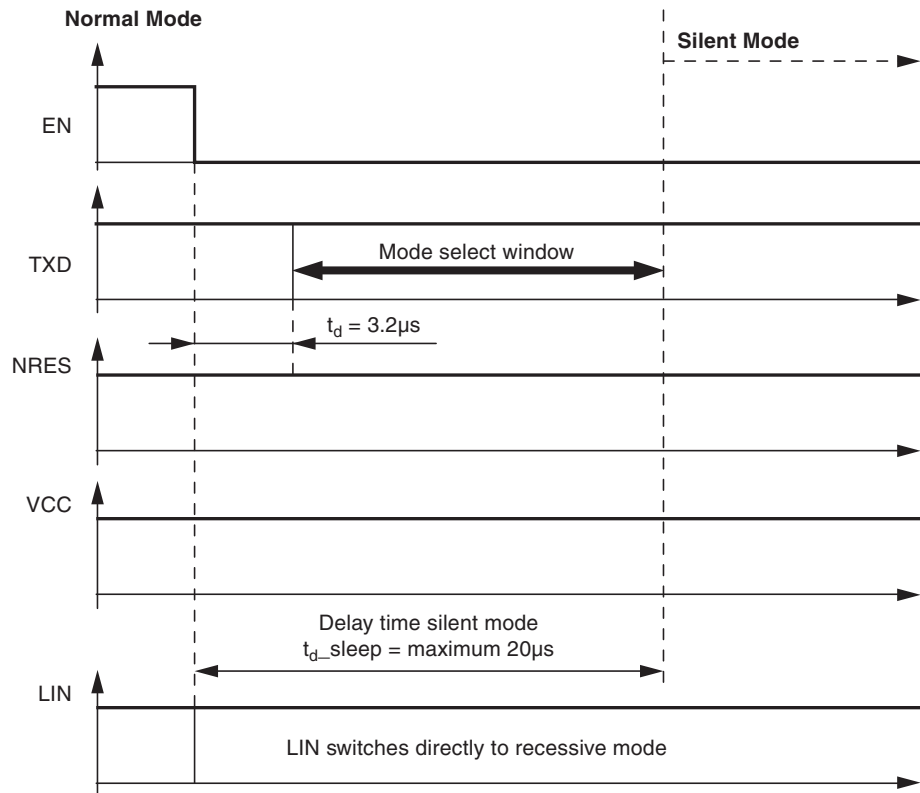 Normal Mode
Silent Mode
EN
TXD
Mode select window
t_d = 3.2µs
NRES
VCC
Delay time silent mode
t_d_sleep = maximum 20µs
LIN
LIN switches directly to recessive mode